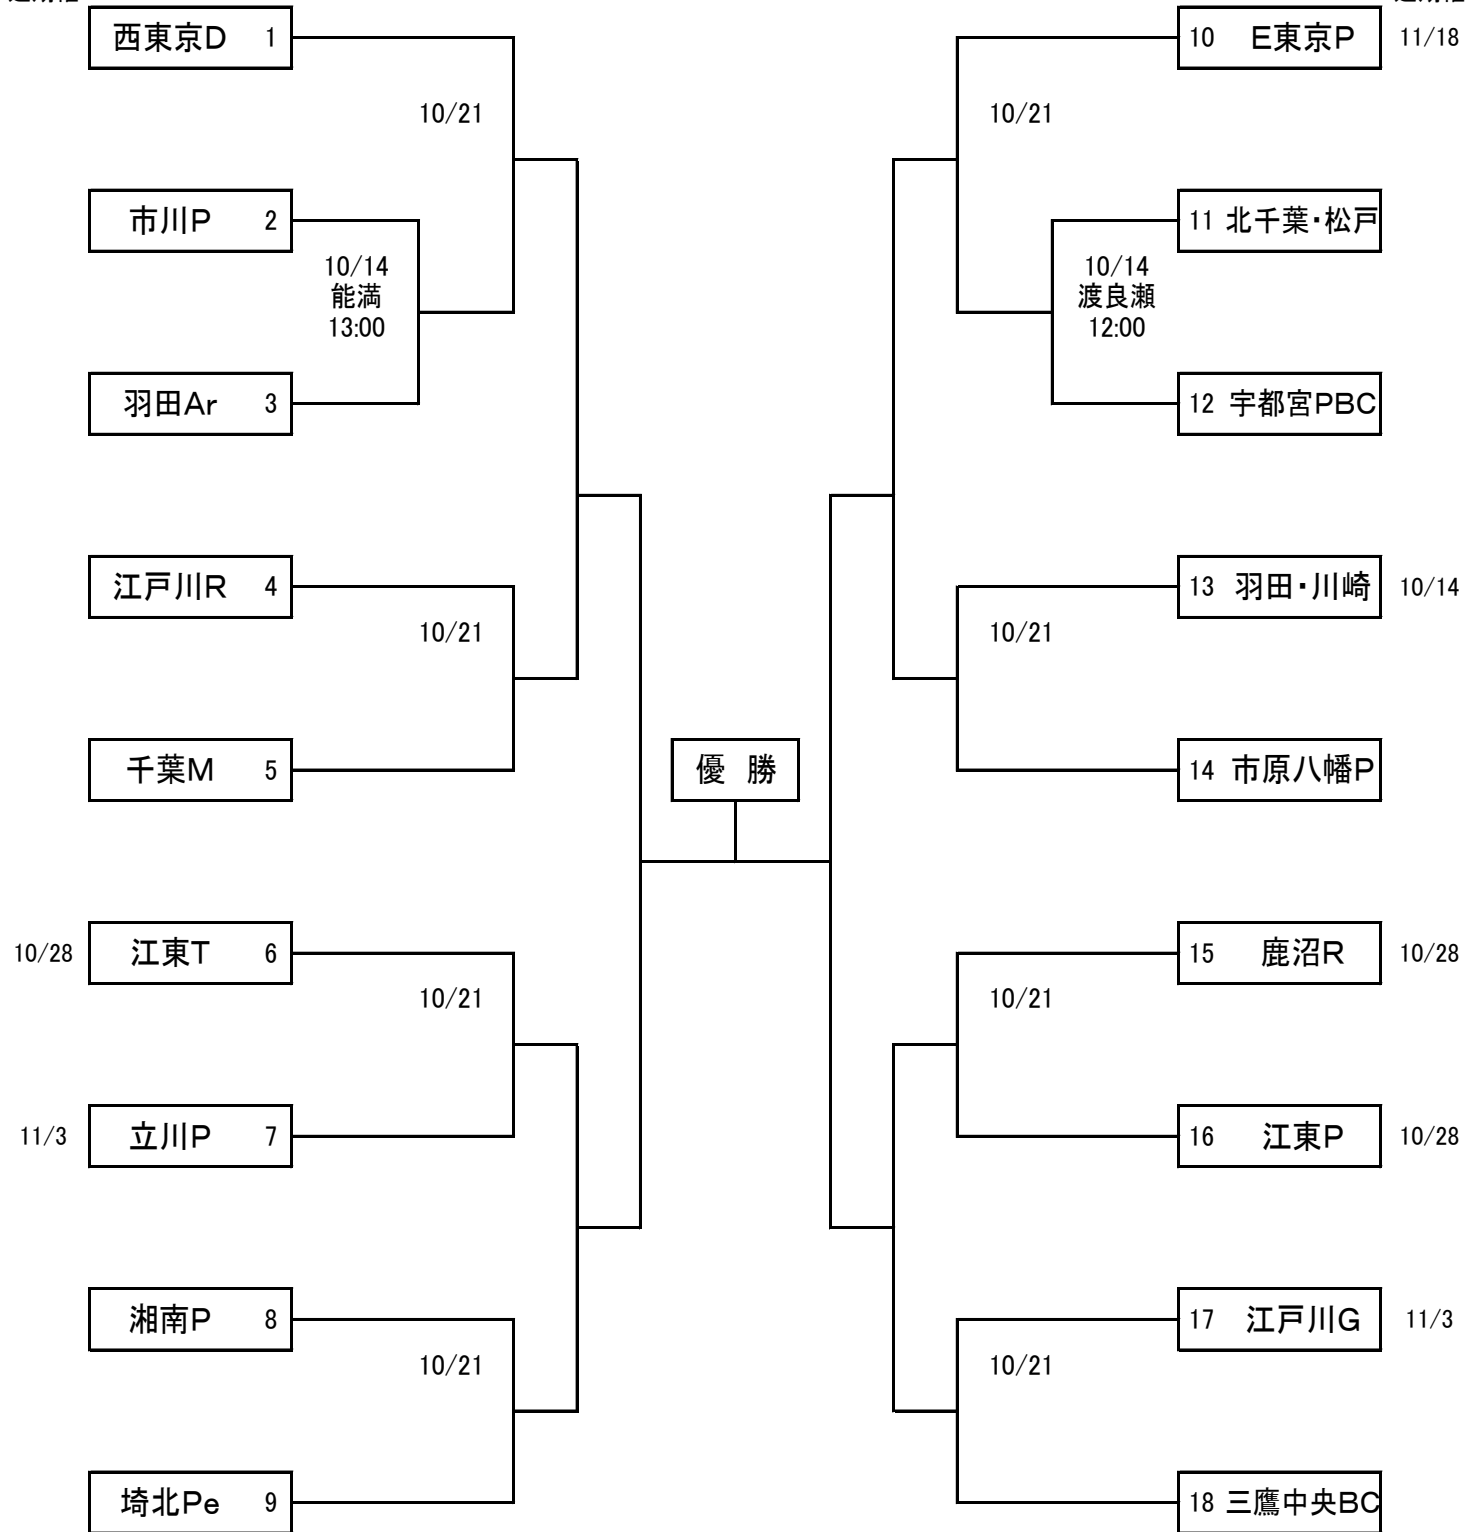 西東京D 1
10/21
市川P 2
10/14
能満
13:00
羽田Ar 3
江戸川R 4
10/21
千葉M 5
10/28 江東T 6
10/21
11/3 立川P 7
湘南P 8
10/21
埼北Pe 9
優 勝
10 E東京P 11/18
10/21
11 北千葉・松戸
10/14
渡良瀬
12:00
12 宇都宮PBC
13 羽田・川崎 10/14
10/21
14 市原八幡P
15 鹿沼R 10/28
10/21
16 江東P 10/28
17 江戸川G 11/3
10/21
18 三鷹中央BC